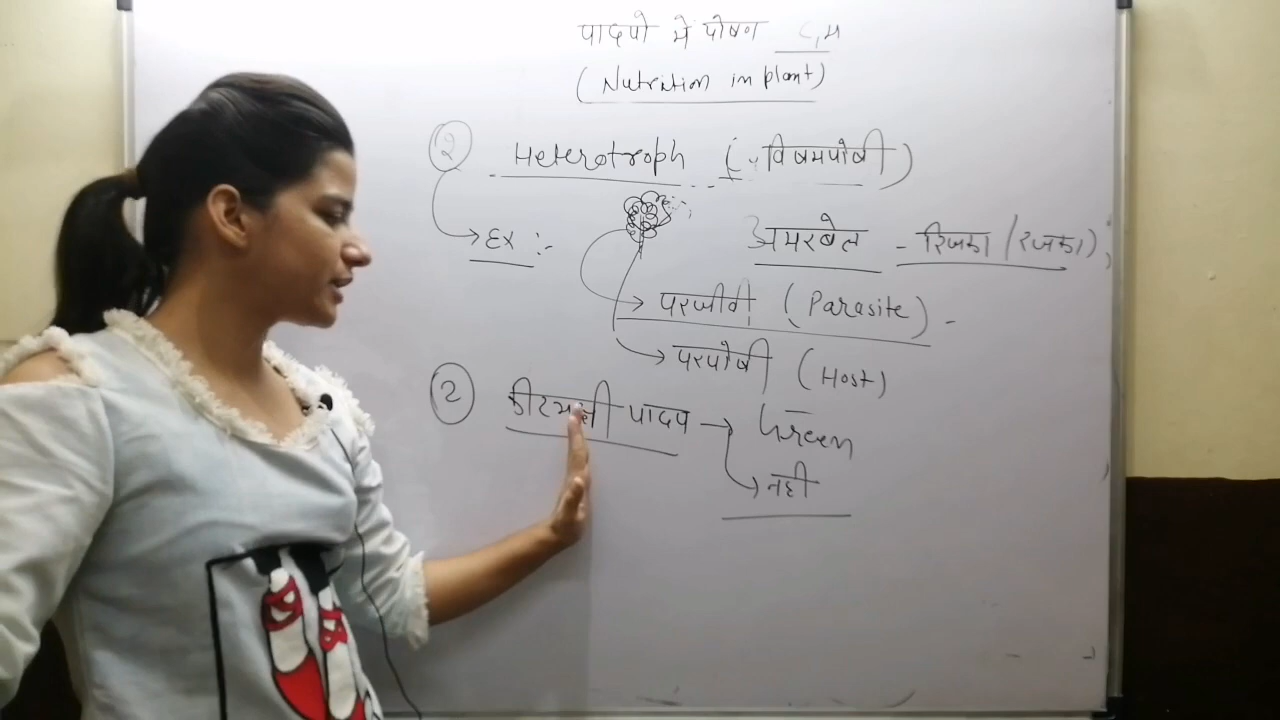 पादपो में पोषण
(Nutrition in plant)
② Heterotroph (विषमपोषी)
Ex :-
अमरबेल - रिजका / रजका)
परजीवी (Parasite) -
परपोषी (Host)
② कीटभक्षी पादप → Green
नही